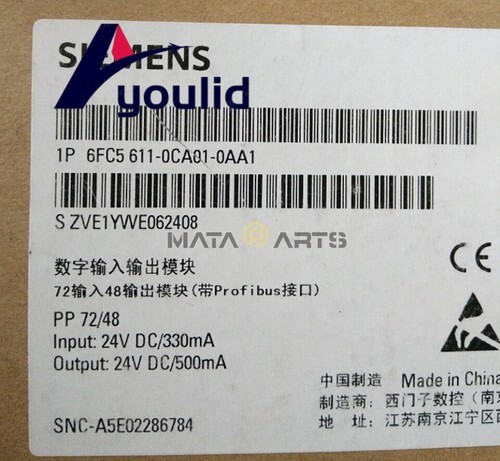 SIEMENS
youlid
1P 6FC5 611-0CA01-0AA1
S ZVE1YWE062408
MATA ARTS
数字输入输出模块
72输入48输出模块(带Profibus接口)
PP 72/48
Input: 24V DC/330mA
Output: 24V DC/500mA
CE
中国制造 Made in China
制造商: 西门子数控(南京
地 址: 江苏南京江宁区
SNC-A5E02286784